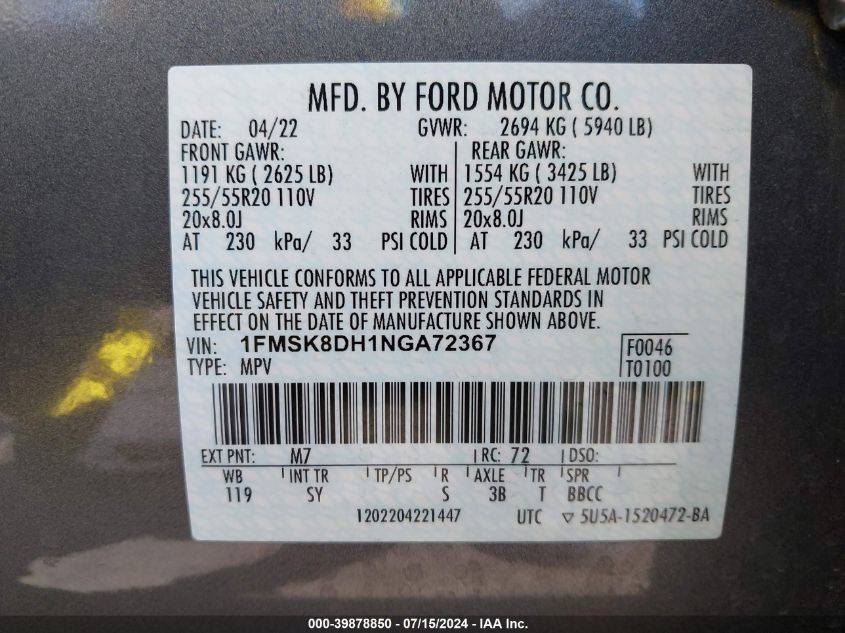 MFD. BY FORD MOTOR CO.
DATE: 04/22 GVWR: 2694 KG ( 5940 LB)
FRONT GAWR: REAR GAWR:
1191 KG ( 2625 LB) WITH 1554 KG ( 3425 LB) WITH
255/55R20 110V TIRES 255/55R20 110V TIRES
20x8.0J RIMS 20x8.0J RIMS
AT 230 kPa/ 33 PSI COLD AT 230 kPa/ 33 PSI COLD
THIS VEHICLE CONFORMS TO ALL APPLICABLE FEDERAL MOTOR
VEHICLE SAFETY AND THEFT PREVENTION STANDARDS IN
EFFECT ON THE DATE OF MANUFACTURE SHOWN ABOVE.
VIN: 1FMSK8DH1NGA72367 F0046
TYPE: MPV T0100
EXT PNT: M7 RC: 72 DSO:
WB INT TR TP/PS R AXLE TR SPR
119 SY S 3B T BBCC
1202204221447 UTC ▽ 5U5A-1520472-BA
000-39878850 - 07/15/2024 - IAA Inc.